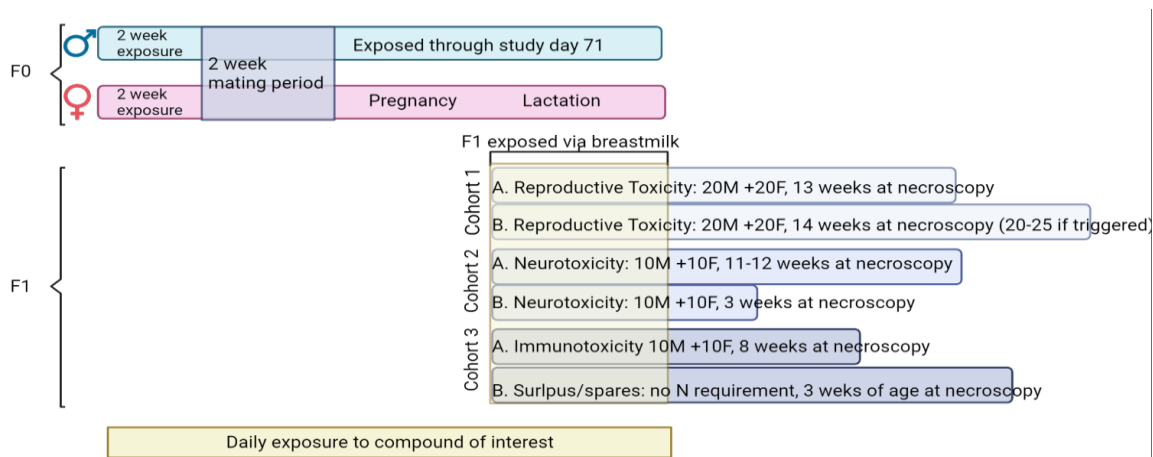 F0
2 week
exposure
2 week
mating period
Exposed through study day 71
2 week
exposure
Pregnancy
Lactation
F1 exposed via breastmilk
F1
Cohort 1
A. Reproductive Toxicity: 20M +20F, 13 weeks at necroscopy
B. Reproductive Toxicity: 20M +20F, 14 weeks at necroscopy (20-25 if triggered)
Cohort 2
A. Neurotoxicity: 10M +10F, 11-12 weeks at necroscopy
B. Neurotoxicity: 10M +10F, 3 weeks at necroscopy
Cohort 3
A. Immunotoxicity 10M +10F, 8 weeks at necroscopy
B. Surlpus/spares: no N requirement, 3 weks of age at necroscopy
Daily exposure to compound of interest